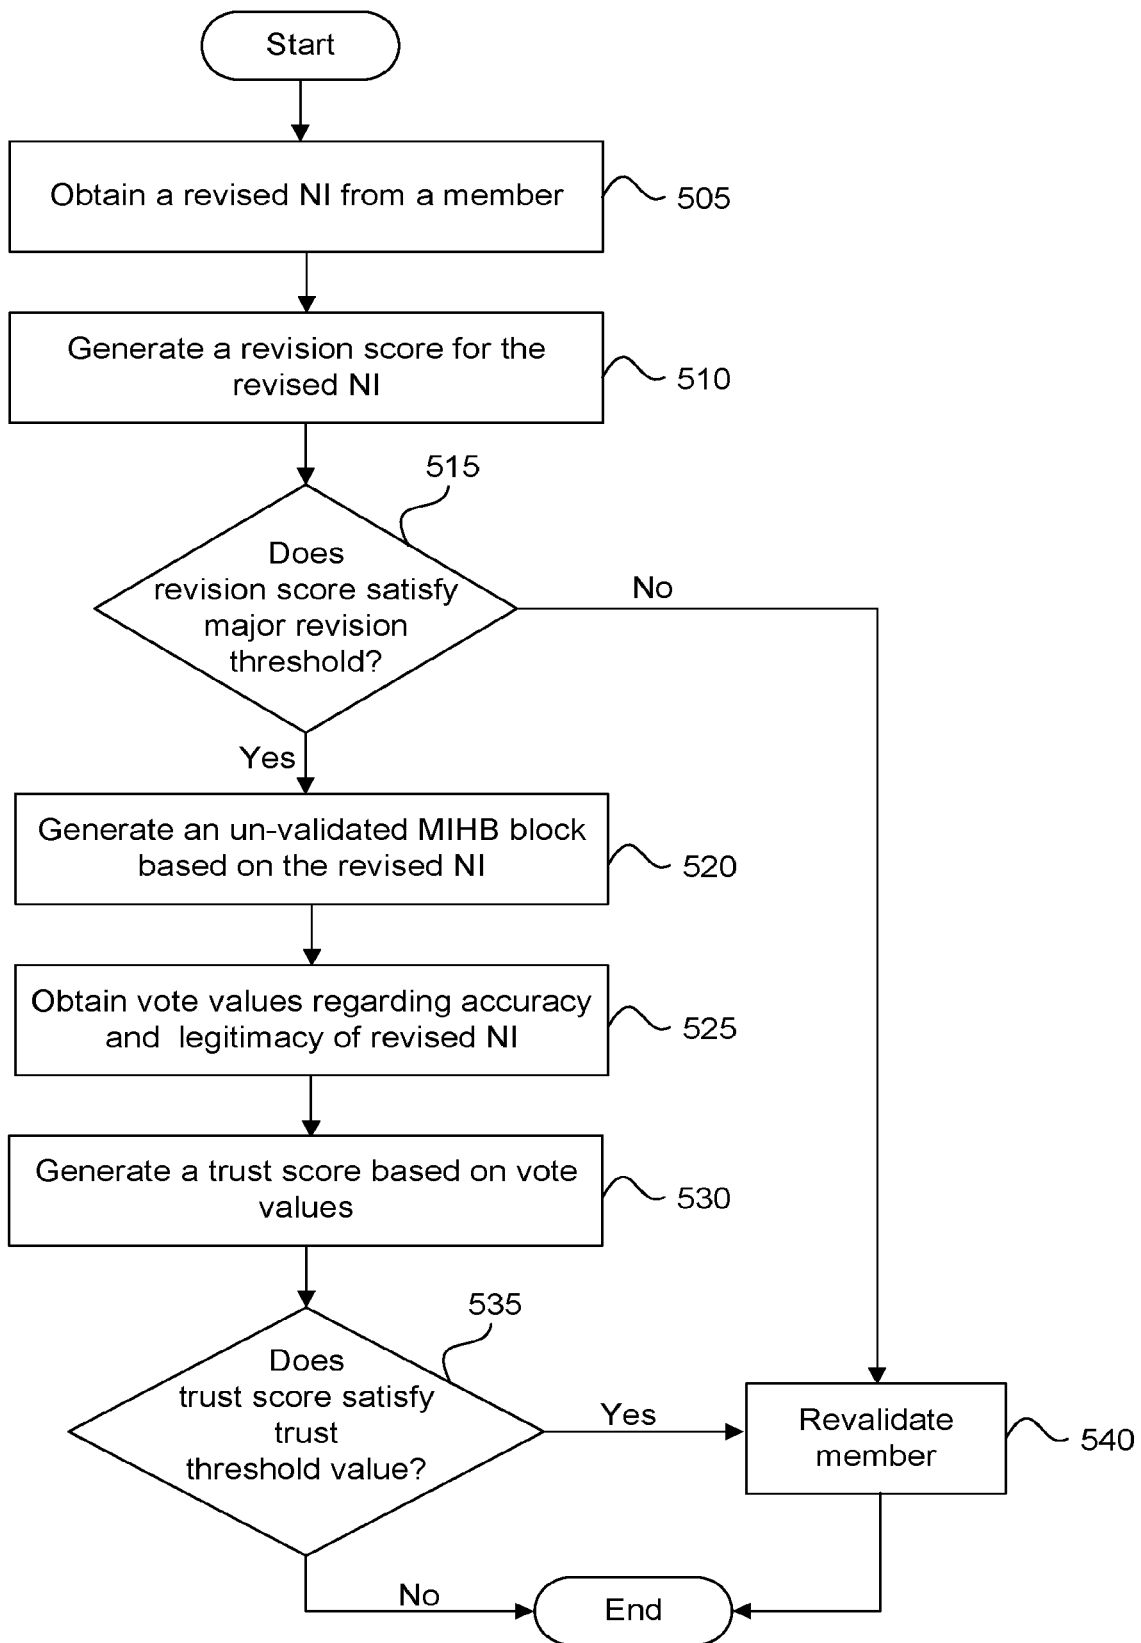 Start
Obtain a revised NI from a member
505
Generate a revision score for the
revised NI
510
515
Does
revision score satisfy
major revision
threshold?
No
Yes
Generate an un-validated MIHB block
based on the revised NI
520
Obtain vote values regarding accuracy
and legitimacy of revised NI
525
Generate a trust score based on vote
values
530
535
Does
trust score satisfy
trust
threshold value?
Yes
Revalidate
member
540
No
End